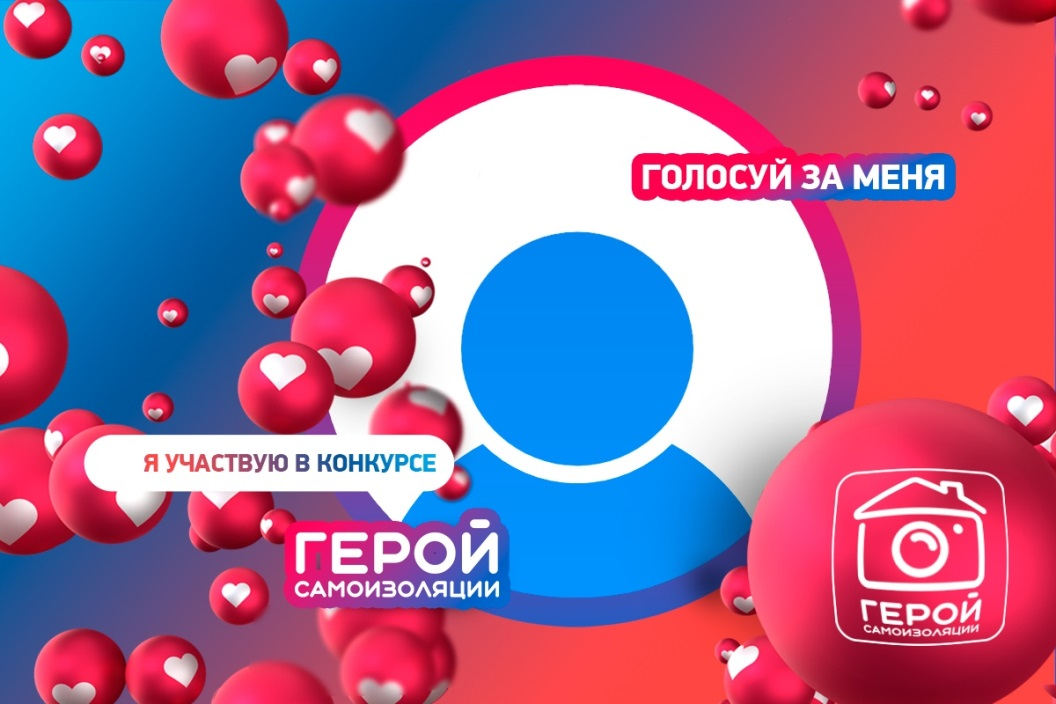 ГОЛОСУЙ ЗА МЕНЯ
Я УЧАСТВУЮ В КОНКУРСЕ
ГЕРОЙ
САМОИЗОЛЯЦИИ
ГЕРОЙ
САМОИЗОЛЯЦИИ